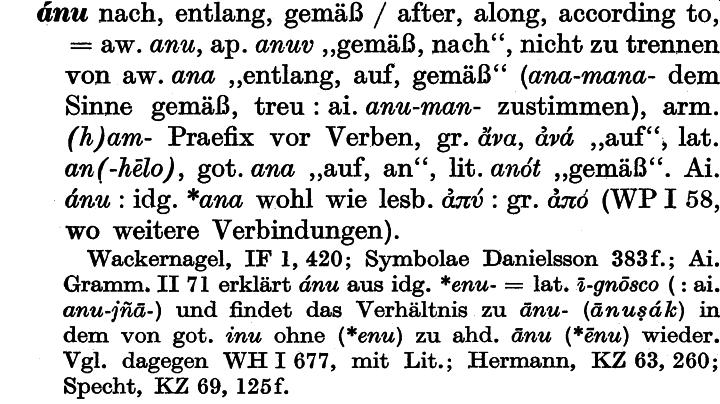 ánu nach, entlang, gemäß / after, along, according to,
= aw. anu, ap. anuv „gemäß, nach“, nicht zu trennen
von aw. ana „entlang, auf, gemäß“ (ana-mana- dem
Sinne gemäß, treu : ai. anu-man- zustimmen), arm.
(h)am- Praefix vor Verben, gr. ἄνα, ἀνά „auf“, lat.
an(-hēlo), got. ana „auf, an“, lit. anót „gemäß“. Ai.
ánu : idg. *ana wohl wie lesb. ἀπύ : gr. ἀπό (WP I 58,
wo weitere Verbindungen).
Wackernagel, IF 1, 420; Symbolae Danielsson 383f.; Ai.
Gramm. II 71 erklärt ánu aus idg. *enu- = lat. ī-gnōsco (: ai.
anu-jñā-) und findet das Verhältnis zu ānu- (ānuṣák) in
dem von got. inu ohne (*enu) zu ahd. ānu (*ēnu) wieder.
Vgl. dagegen WH I 677, mit Lit.; Hermann, KZ 63, 260;
Specht, KZ 69, 125f.